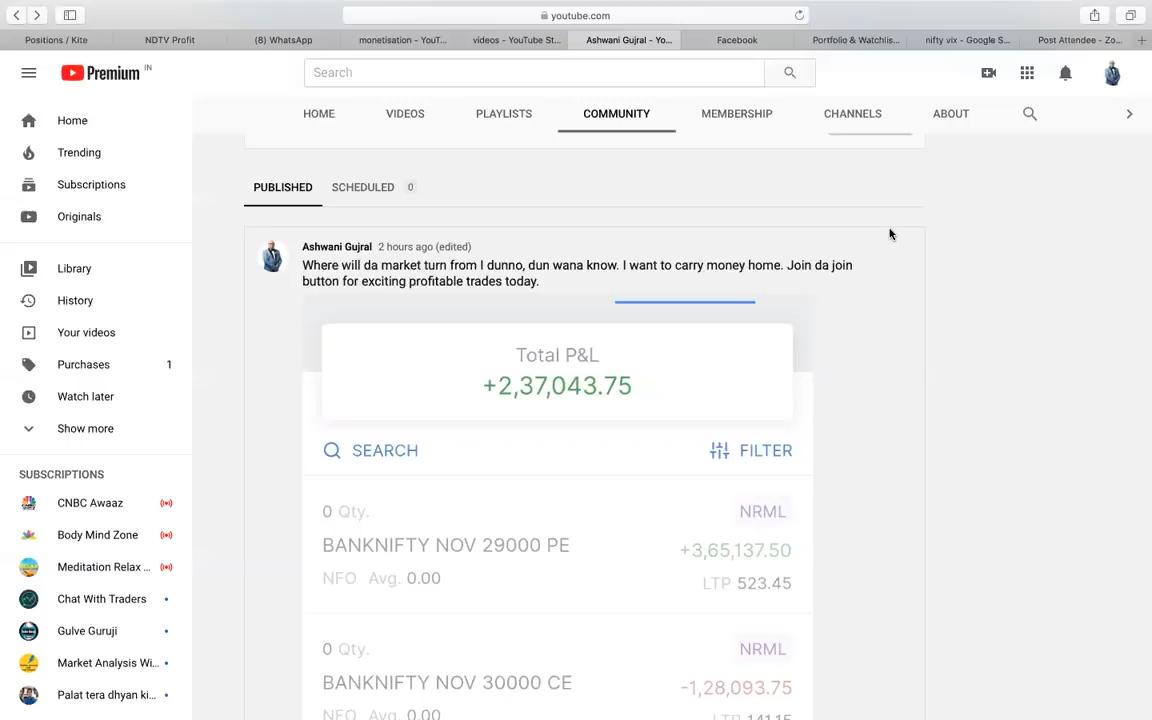 youtube.com
Positions / Kite
NDTV Profit
(8) WhatsApp
monetisation - YouT...
videos - YouTube St...
Ashwani Gujral - Yo...
Facebook
Portfolio & Watchlis...
nifty vix - Google S...
Post Attendee - Zo...
Premium IN
Search
HOME
VIDEOS
PLAYLISTS
COMMUNITY
MEMBERSHIP
CHANNELS
ABOUT
Home
Trending
Subscriptions
Originals
Library
History
Your videos
Purchases 1
Watch later
Show more
SUBSCRIPTIONS
CNBC Awaaz
Body Mind Zone
Meditation Relax ...
Chat With Traders
Gulve Guruji
Market Analysis Wi...
Palat tera dhyan ki...
PUBLISHED
SCHEDULED 0
Ashwani Gujral 2 hours ago (edited)
Where will da market turn from I dunno, dun wana know. I want to carry money home. Join da join
button for exciting profitable trades today.
Total P&L
+2,37,043.75
SEARCH
FILTER
0 Qty. NRML
BANKNIFTY NOV 29000 PE +3,65,137.50
NFO Avg. 0.00 LTP 523.45
0 Qty. NRML
BANKNIFTY NOV 30000 CE -1,28,093.75
NFO Avg. 0.00 LTP 141.15